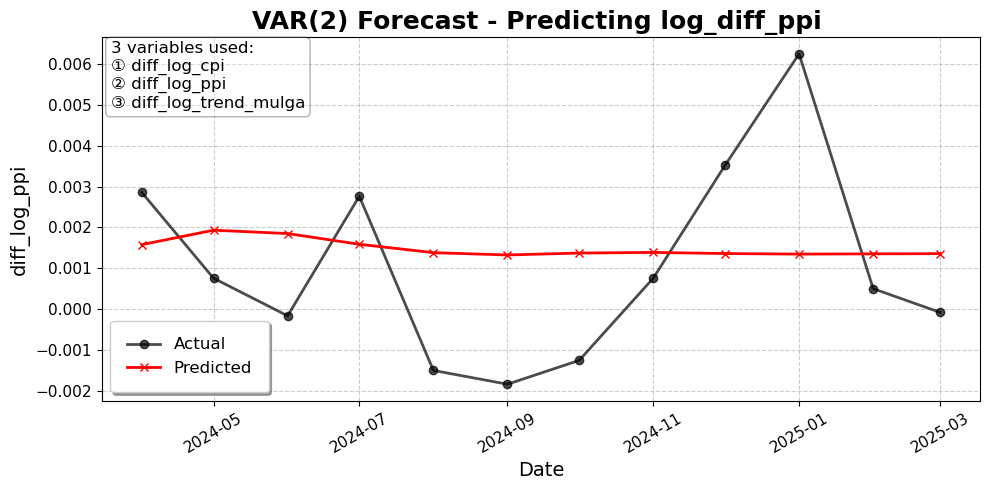 VAR(2) Forecast - Predicting log_diff_ppi
3 variables used:
① diff_log_cpi
② diff_log_ppi
③ diff_log_trend_mulga
diff_log_ppi
0.006
0.005
0.004
0.003
0.002
0.001
0.000
−0.001
−0.002
Actual
Predicted
2024-05
2024-07
2024-09
2024-11
2025-01
2025-03
Date